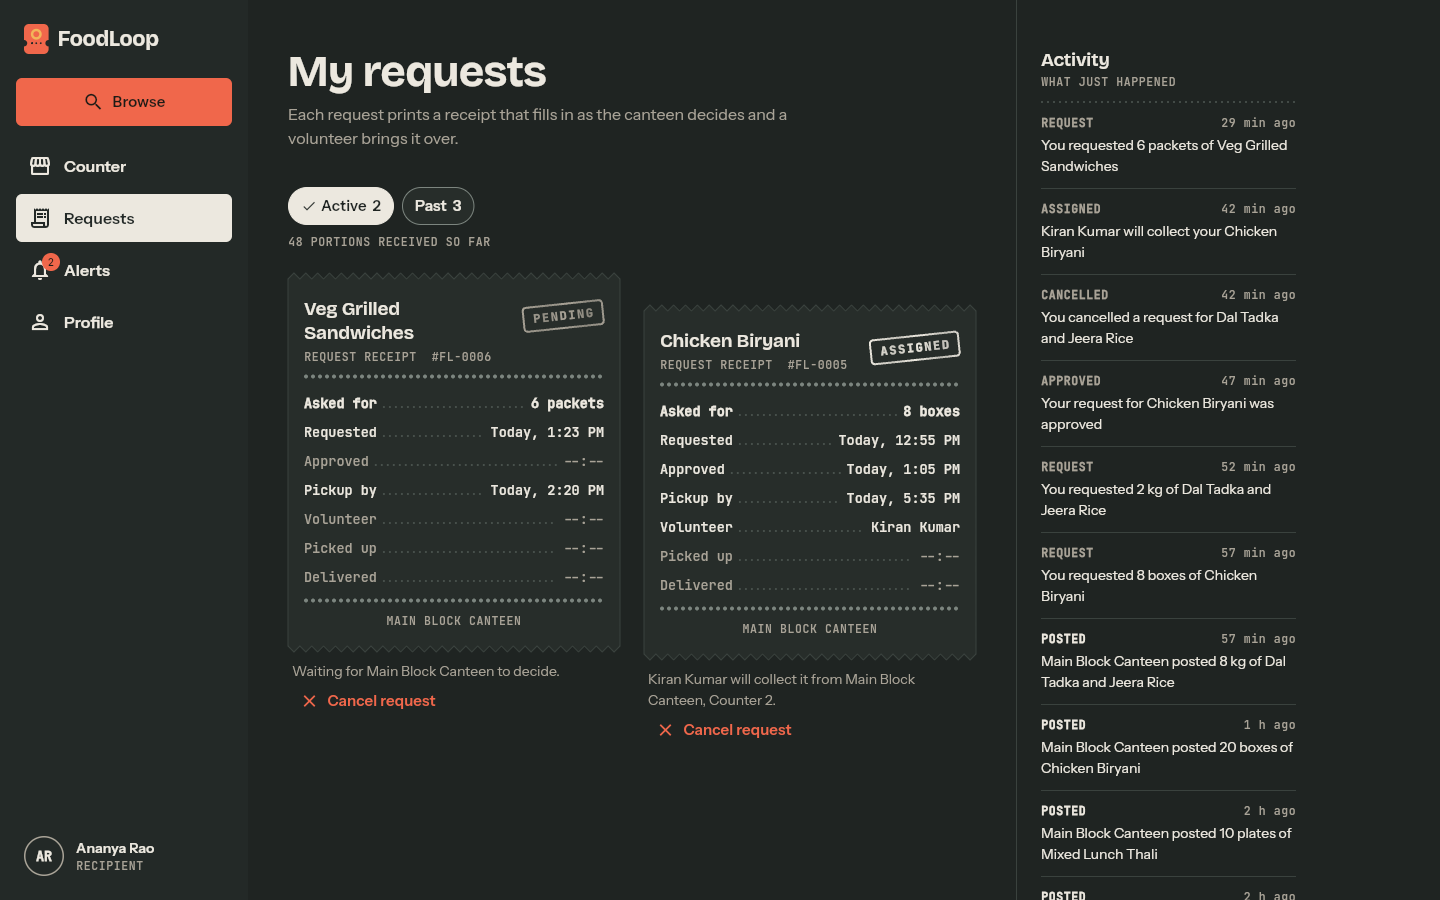 FoodLoop
Browse
Counter
Requests
2
Alerts
Profile
AR
Ananya Rao
RECIPIENT
My requests
Each request prints a receipt that fills in as the canteen decides and a
volunteer brings it over.
Active 2
Past 3
48 PORTIONS RECEIVED SO FAR
Veg Grilled
Sandwiches
PENDING
REQUEST RECEIPT #FL-0006
Asked for 6 packets
Requested Today, 1:23 PM
Approved --:--
Pickup by Today, 2:20 PM
Volunteer --:--
Picked up --:--
Delivered --:--
MAIN BLOCK CANTEEN
Waiting for Main Block Canteen to decide.
Cancel request
Chicken Biryani
ASSIGNED
REQUEST RECEIPT #FL-0005
Asked for 8 boxes
Requested Today, 12:55 PM
Approved Today, 1:05 PM
Pickup by Today, 5:35 PM
Volunteer Kiran Kumar
Picked up --:--
Delivered --:--
MAIN BLOCK CANTEEN
Kiran Kumar will collect it from Main Block
Canteen, Counter 2.
Cancel request
Activity
WHAT JUST HAPPENED
REQUEST 29 min ago
You requested 6 packets of Veg Grilled
Sandwiches
ASSIGNED 42 min ago
Kiran Kumar will collect your Chicken
Biryani
CANCELLED 42 min ago
You cancelled a request for Dal Tadka
and Jeera Rice
APPROVED 47 min ago
Your request for Chicken Biryani was
approved
REQUEST 52 min ago
You requested 2 kg of Dal Tadka and
Jeera Rice
REQUEST 57 min ago
You requested 8 boxes of Chicken
Biryani
POSTED 57 min ago
Main Block Canteen posted 8 kg of Dal
Tadka and Jeera Rice
POSTED 1 h ago
Main Block Canteen posted 20 boxes of
Chicken Biryani
POSTED 2 h ago
Main Block Canteen posted 10 plates of
Mixed Lunch Thali
POSTED 2 h ago